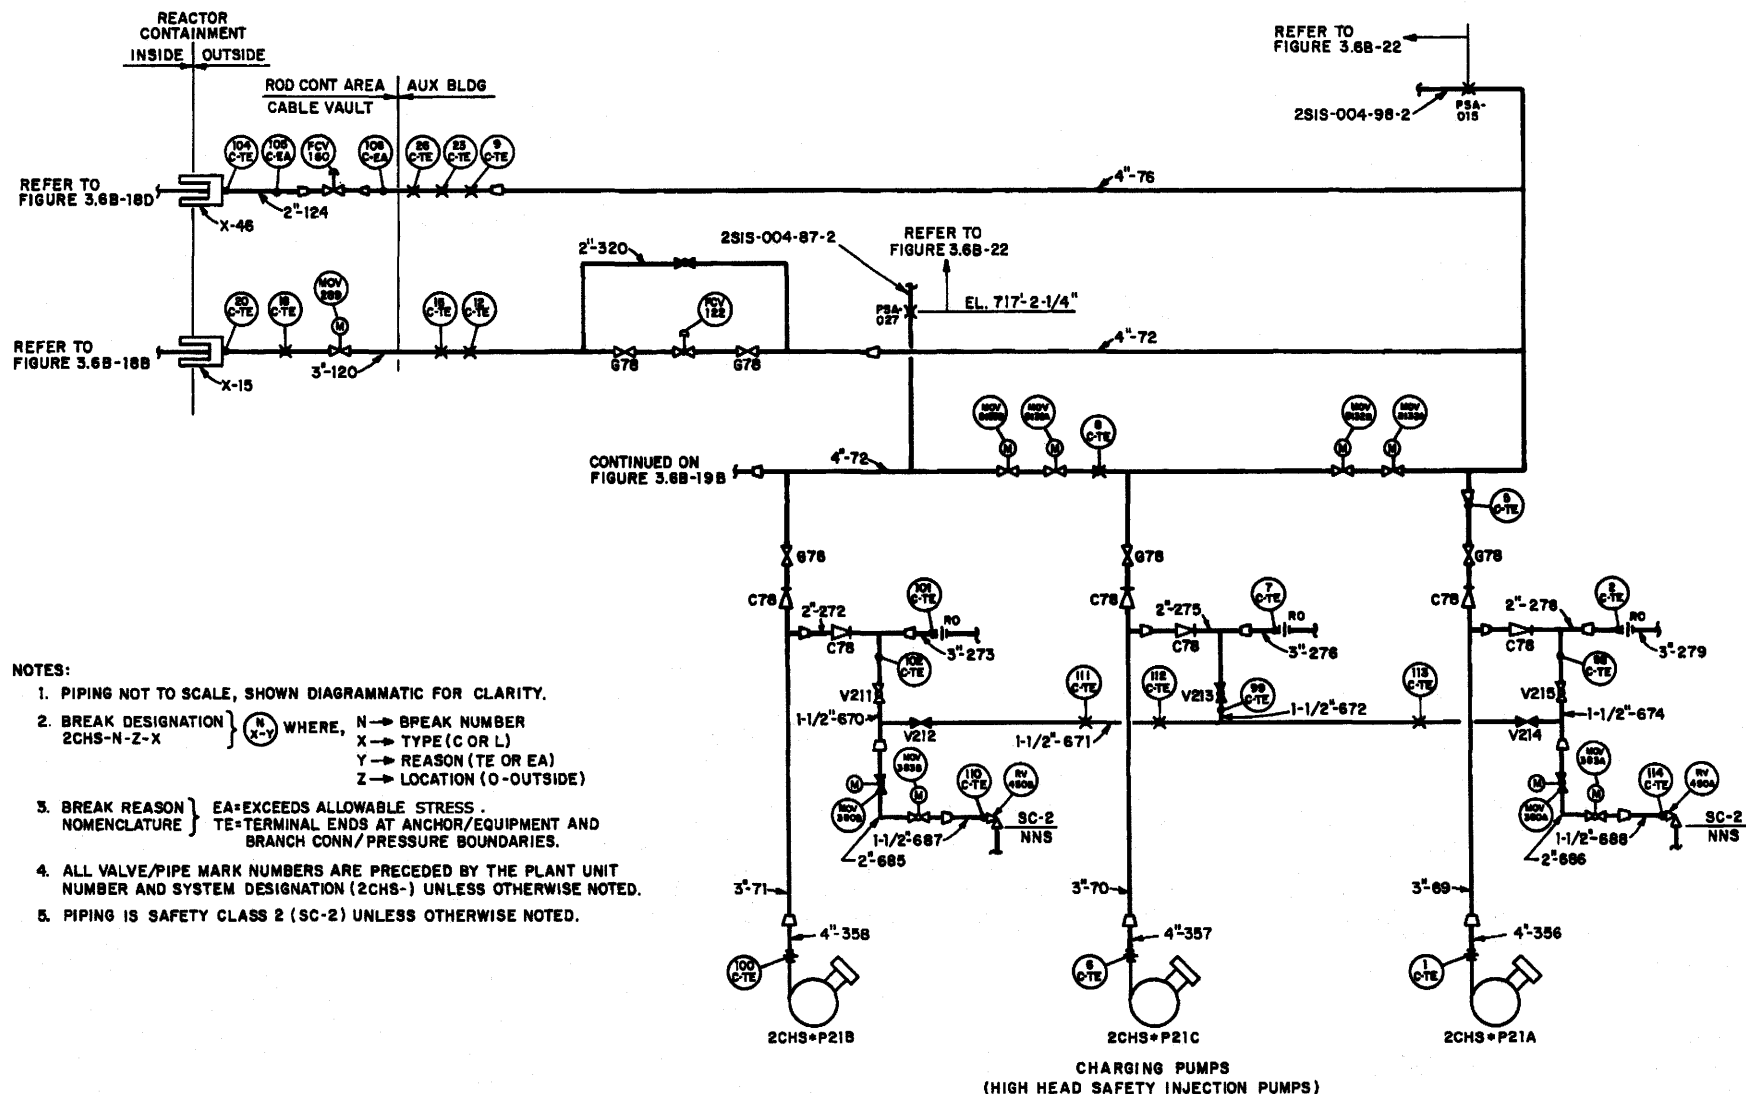 REACTOR
CONTAINMENT
INSIDE OUTSIDE
ROD CONT AREA AUX BLDG
CABLE VAULT
REFER TO
FIGURE 3.6B-22
PSA-
015
2SIS-004-98-2
104
C-TE
105
C-EA
FCV
160
C-EA
26
C-TE
23
C-TE
9
C-TE
REFER TO
FIGURE 3.6B-18D
2"-124
X-46
4"-76
2SIS-004-87-2
REFER TO
FIGURE 3.6B-22
2"-320
20
C-TE
18
C-TE
MOV
289
M
15
C-TE
12
C-TE
FCV
122
PSA-
027
EL. 717'-2-1/4"
REFER TO
FIGURE 3.6B-18B
X-15
3"-120
G78
G78
4"-72
MOV
MOV
8
C-TE
MOV
MOV
M
M
M
M
CONTINUED ON
FIGURE 3.6B-19B
4"-72
5
C-TE
G78
G78
G78
C78
C78
C78
2"-272
101
C-TE
RO
C78
3"-273
2"-275
7
C-TE
RO
C78
3"-276
2"-278
2
C-TE
RO
C78
3"-279
102
C-TE
99
C-TE
C-TE
V211
V213
V215
111
C-TE
112
C-TE
113
C-TE
1-1/2"-670
V212
1-1/2"-671
1-1/2"-672
V214
1-1/2"-674
M
MOV
M
110
C-TE
RV
SC-2
NNS
MOV
1-1/2"-687
2"-685
M
MOV
M
114
C-TE
RV
SC-2
NNS
MOV
1-1/2"-688
2"-686
NOTES:
1. PIPING NOT TO SCALE, SHOWN DIAGRAMMATIC FOR CLARITY.
2. BREAK DESIGNATION
2CHS-N-Z-X
N
X-Y
WHERE,
N→ BREAK NUMBER
X→ TYPE (C OR L)
Y→ REASON (TE OR EA)
Z→ LOCATION (O-OUTSIDE)
3. BREAK REASON
NOMENCLATURE
EA=EXCEEDS ALLOWABLE STRESS.
TE=TERMINAL ENDS AT ANCHOR/EQUIPMENT AND
BRANCH CONN/PRESSURE BOUNDARIES.
4. ALL VALVE/PIPE MARK NUMBERS ARE PRECEDED BY THE PLANT UNIT
NUMBER AND SYSTEM DESIGNATION (2CHS-) UNLESS OTHERWISE NOTED.
5. PIPING IS SAFETY CLASS 2 (SC-2) UNLESS OTHERWISE NOTED.
3"-71
3"-70
3"-69
4"-358
4"-357
4"-356
100
C-TE
6
C-TE
1
C-TE
2CHS*P21B
2CHS*P21C
2CHS*P21A
CHARGING PUMPS
(HIGH HEAD SAFETY INJECTION PUMPS)